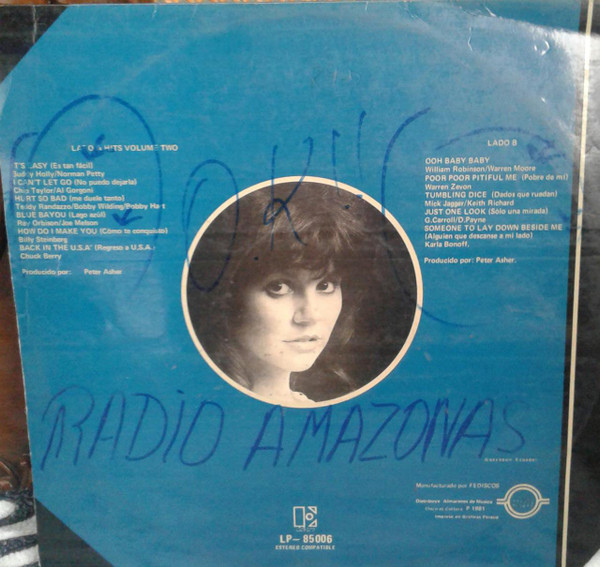 HITS VOLUME TWO
(Es tan fácil)
Holly/Norman Petty
I CAN'T LET GO (No puedo dejarla)
Chip Taylor/Al Gorgoni
HURT SO BAD (me duele tanto)
Teddy Randazzo/Bobby Wilding/Bobby Hart
BLUE BAYOU (Lago azul)
Orbison/Joe Melson
HOW DO I MAKE YOU (Cómo te conquisto)
Billy Steinberg
BACK IN THE U.S.A. (Regreso a U.S.A.)
Chuck Berry
Producido por: Peter Asher
LADO B
OOH BABY BABY
William Robinson/Warren Moore
POOR POOR PITIFUL ME (Pobre de mí)
Warren Zevon
TUMBLING DICE (Dados que ruedan)
Mick Jagger/Keith Richard
JUST ONE LOOK (Sólo una mirada)
G.Carroll/D.Payne
SOMEONE TO LAY DOWN BESIDE ME
(Alguien que descanse a mi lado)
Karla Bonoff.
Producido por: Peter Asher.
RADIO AMAZONAS
Manufacturado por FEDISCOS
LP-85006
ESTEREO COMPATIBLE